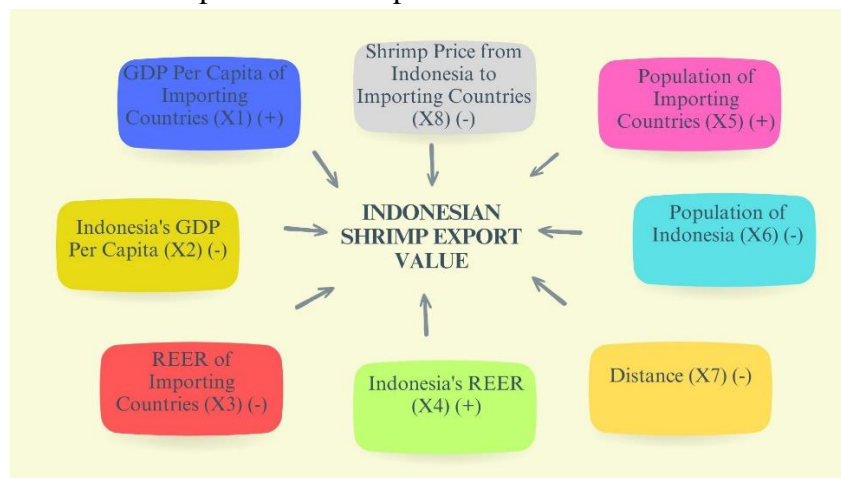 GDP Per Capita of
Importing
Countries (X1) (+)
Shrimp Price from
Indonesia to
Importing Countries
(X8) (-)
Population of
Importing
Countries (X5) (+)
Indonesia's GDP
Per Capita (X2) (-)
INDONESIAN
SHRIMP EXPORT
VALUE
Population of
Indonesia (X6) (-)
REER of
Importing
Countries (X3) (-)
Indonesia's REER
(X4) (+)
Distance (X7) (-)